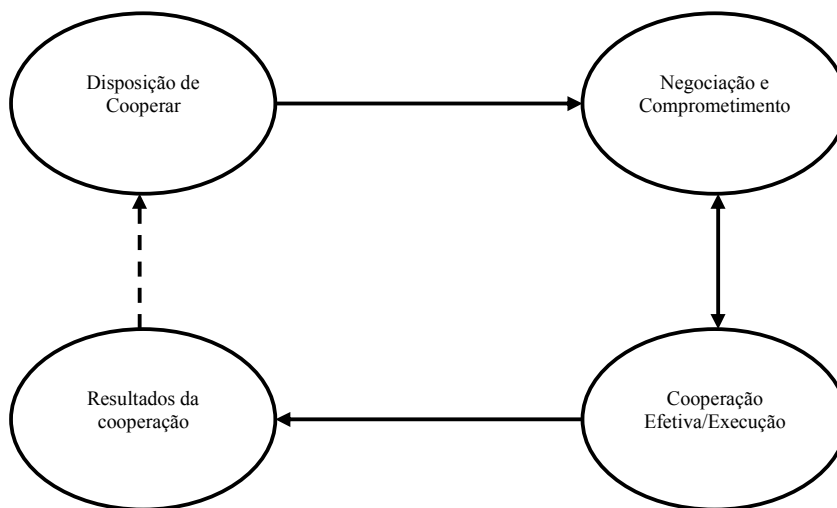 Disposição de
Cooperar
Negociação e
Comprometimento
Resultados da
cooperação
Cooperação
Efetiva/Execução